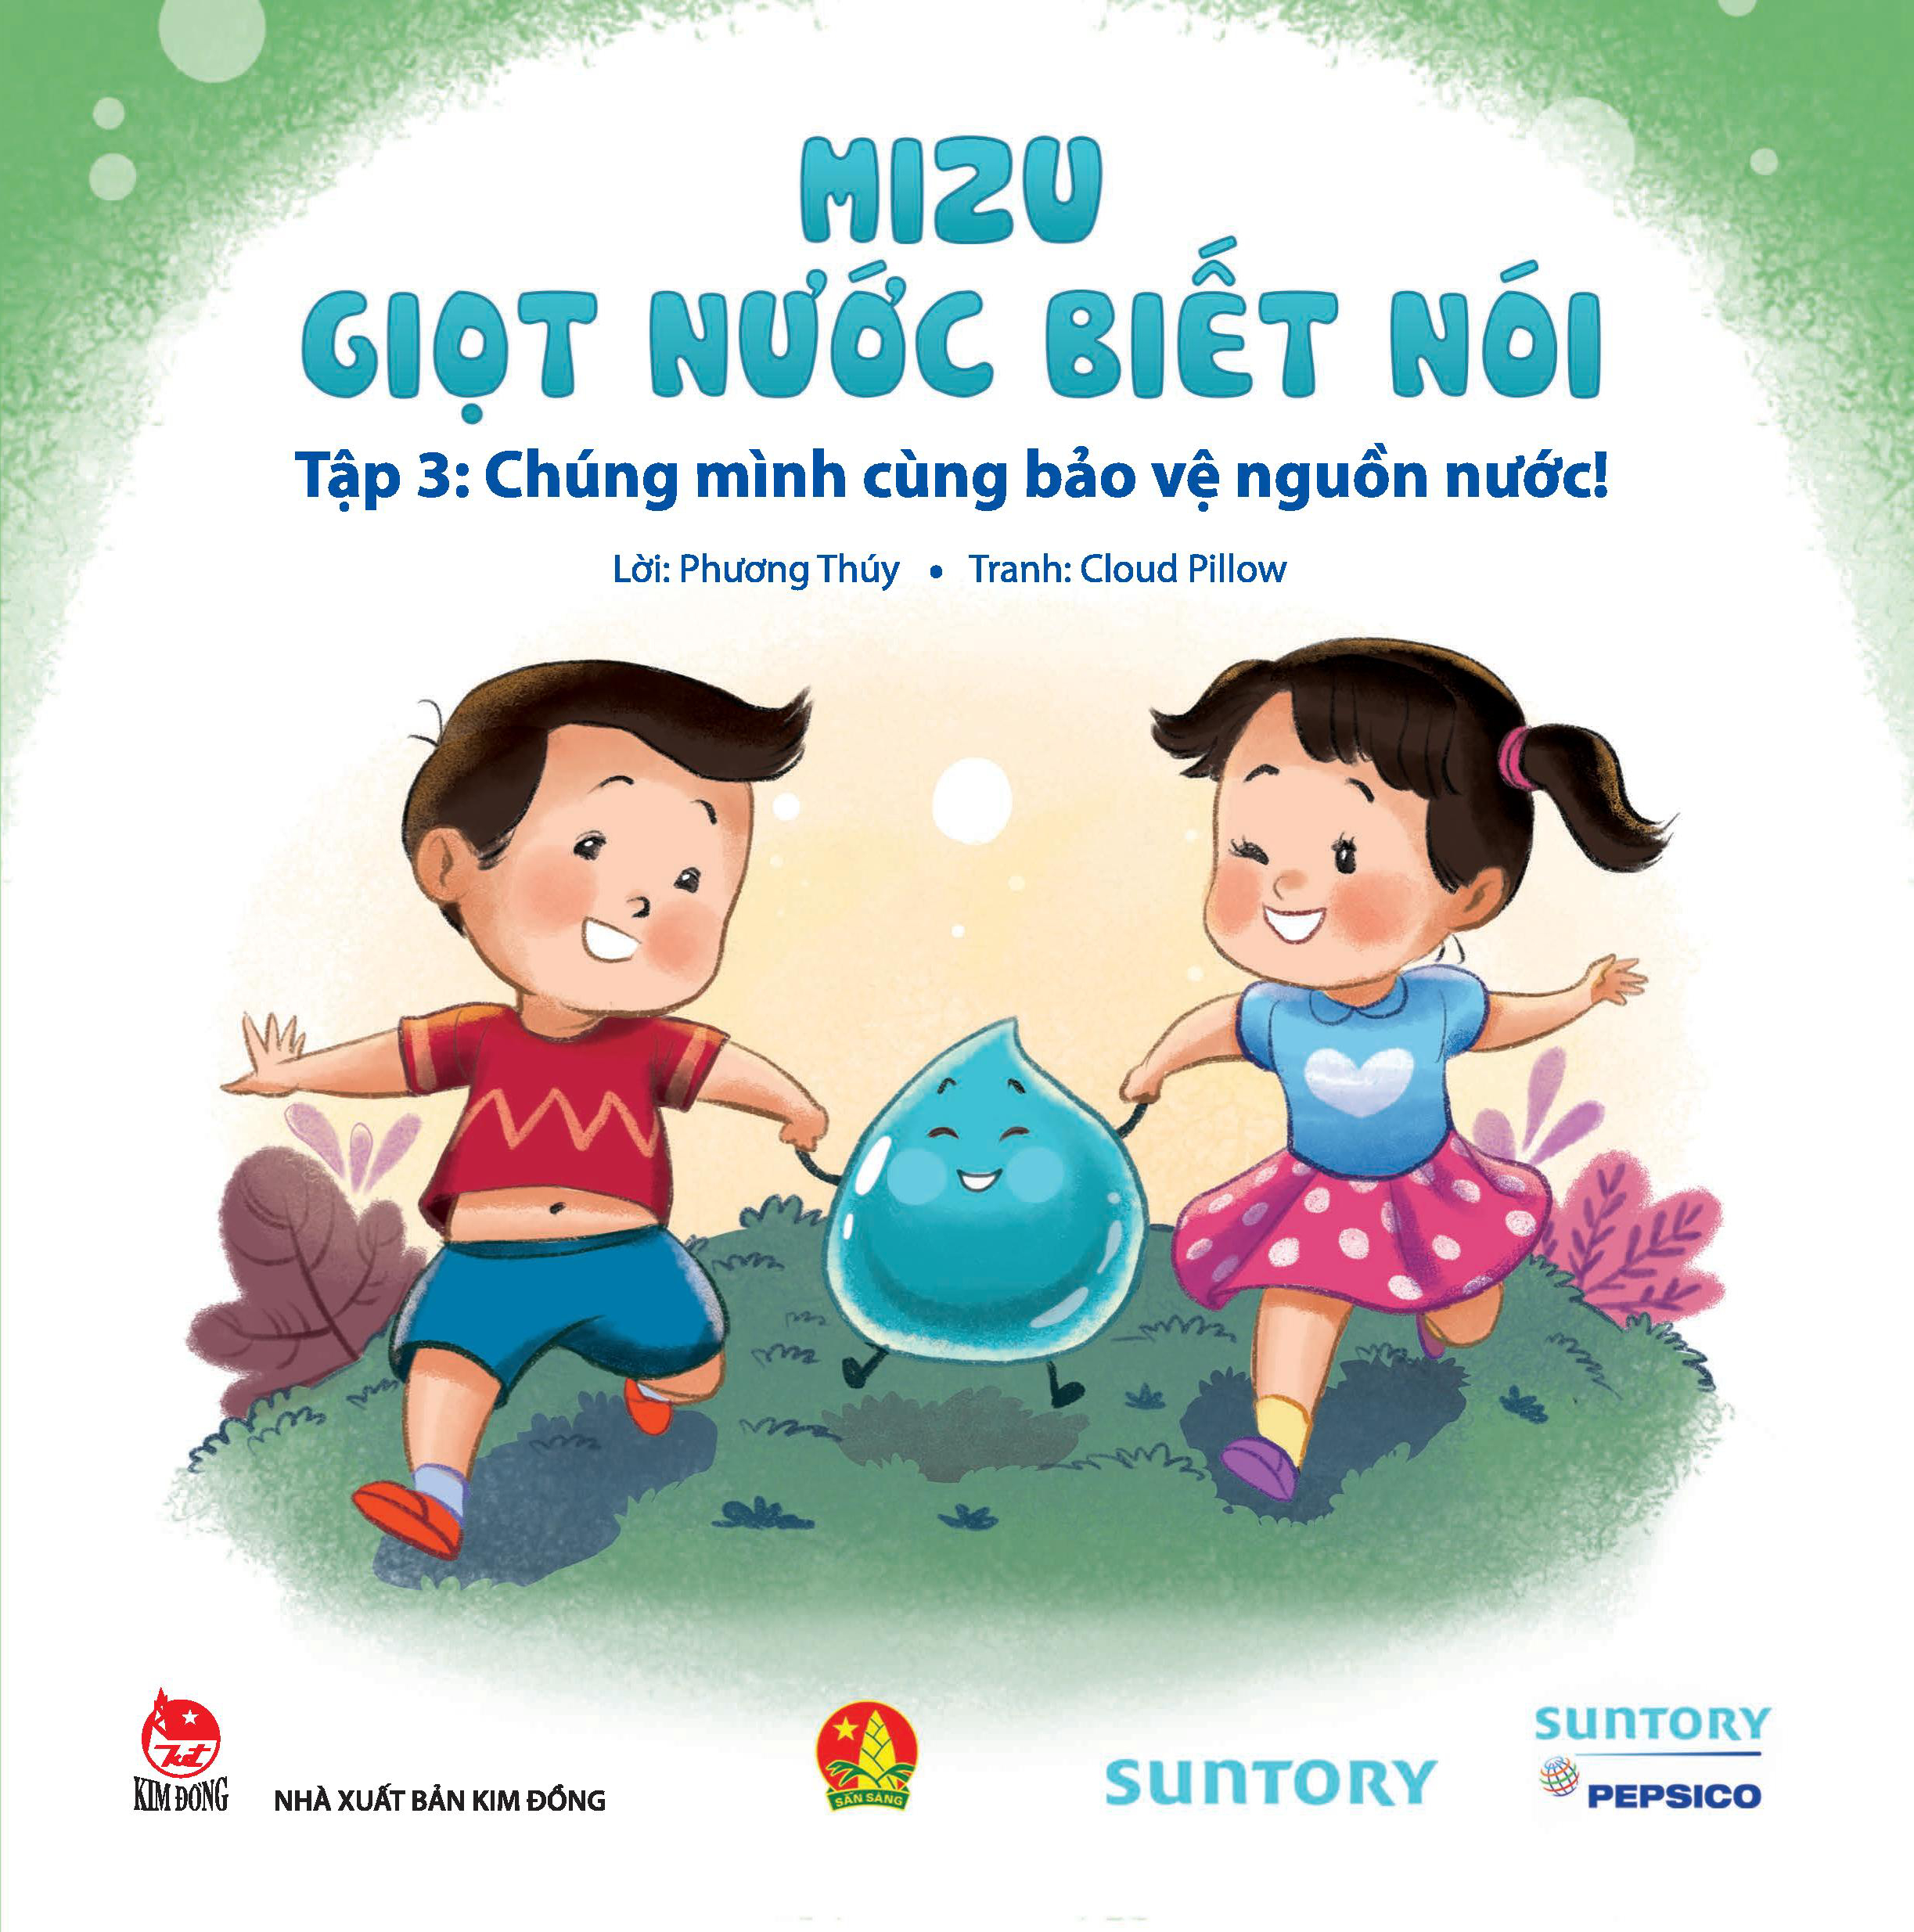 MIZU
GIỌT NƯỚC BIẾT NÓI
Tập 3: Chúng mình cùng bảo vệ nguồn nước!
Lời: Phương Thúy • Tranh: Cloud Pillow
Kđ
KIM ĐỒNG
NHÀ XUẤT BẢN KIM ĐỒNG
SẴN SÀNG
SUNTORY
SUNTORY
PEPSICO